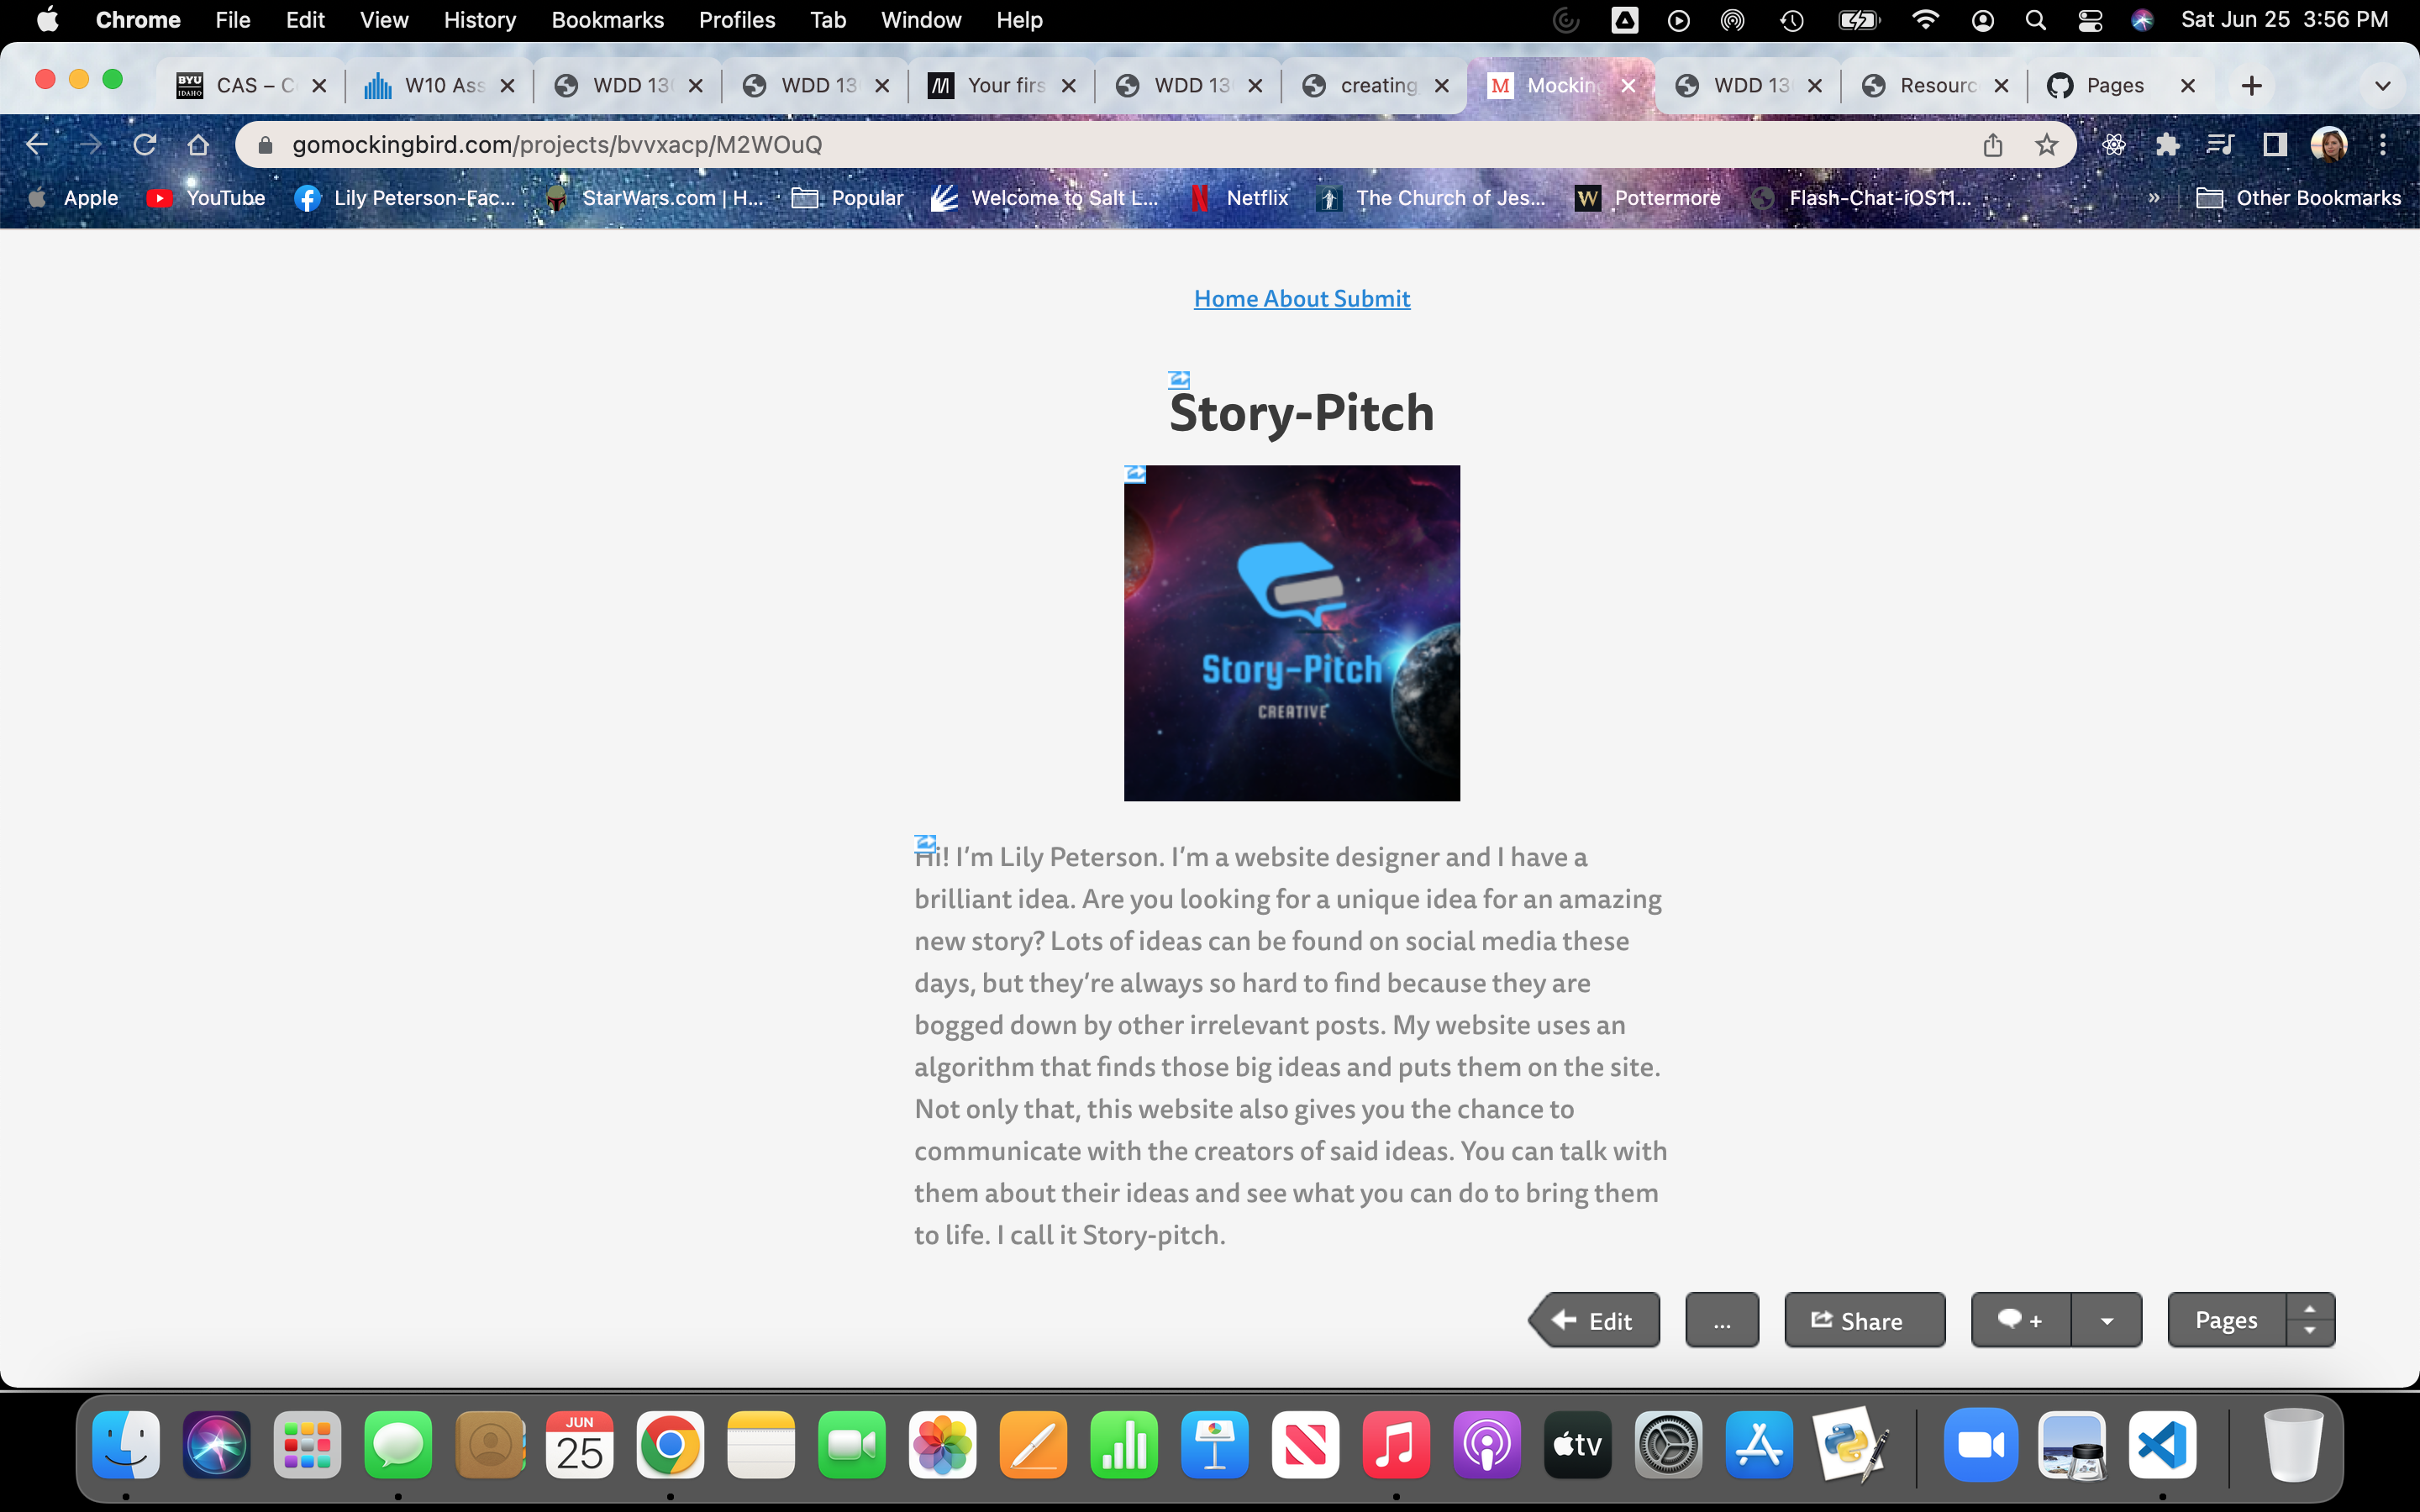 Chrome File Edit View History Bookmarks Profiles Tab Window Help Sat Jun 25 3:56 PM
BYU IDAHO CAS – C W10 Ass WDD 13 WDD 13 Your firs WDD 13 creating M Mocking WDD 13 Resourc Pages
gomockingbird.com/projects/bvvxacp/M2WOuQ
Apple YouTube Lily Peterson-Fac... StarWars.com | H... Popular Welcome to Salt L... Netflix The Church of Jes... W Pottermore Flash-Chat-iOS11... » Other Bookmarks
Home About Submit
Story-Pitch
Story-Pitch
CREATIVE
Hi! I’m Lily Peterson. I’m a website designer and I have a
brilliant idea. Are you looking for a unique idea for an amazing
new story? Lots of ideas can be found on social media these
days, but they’re always so hard to find because they are
bogged down by other irrelevant posts. My website uses an
algorithm that finds those big ideas and puts them on the site.
Not only that, this website also gives you the chance to
communicate with the creators of said ideas. You can talk with
them about their ideas and see what you can do to bring them
to life. I call it Story-pitch.
Edit ... Share + Pages
JUN
25
tv